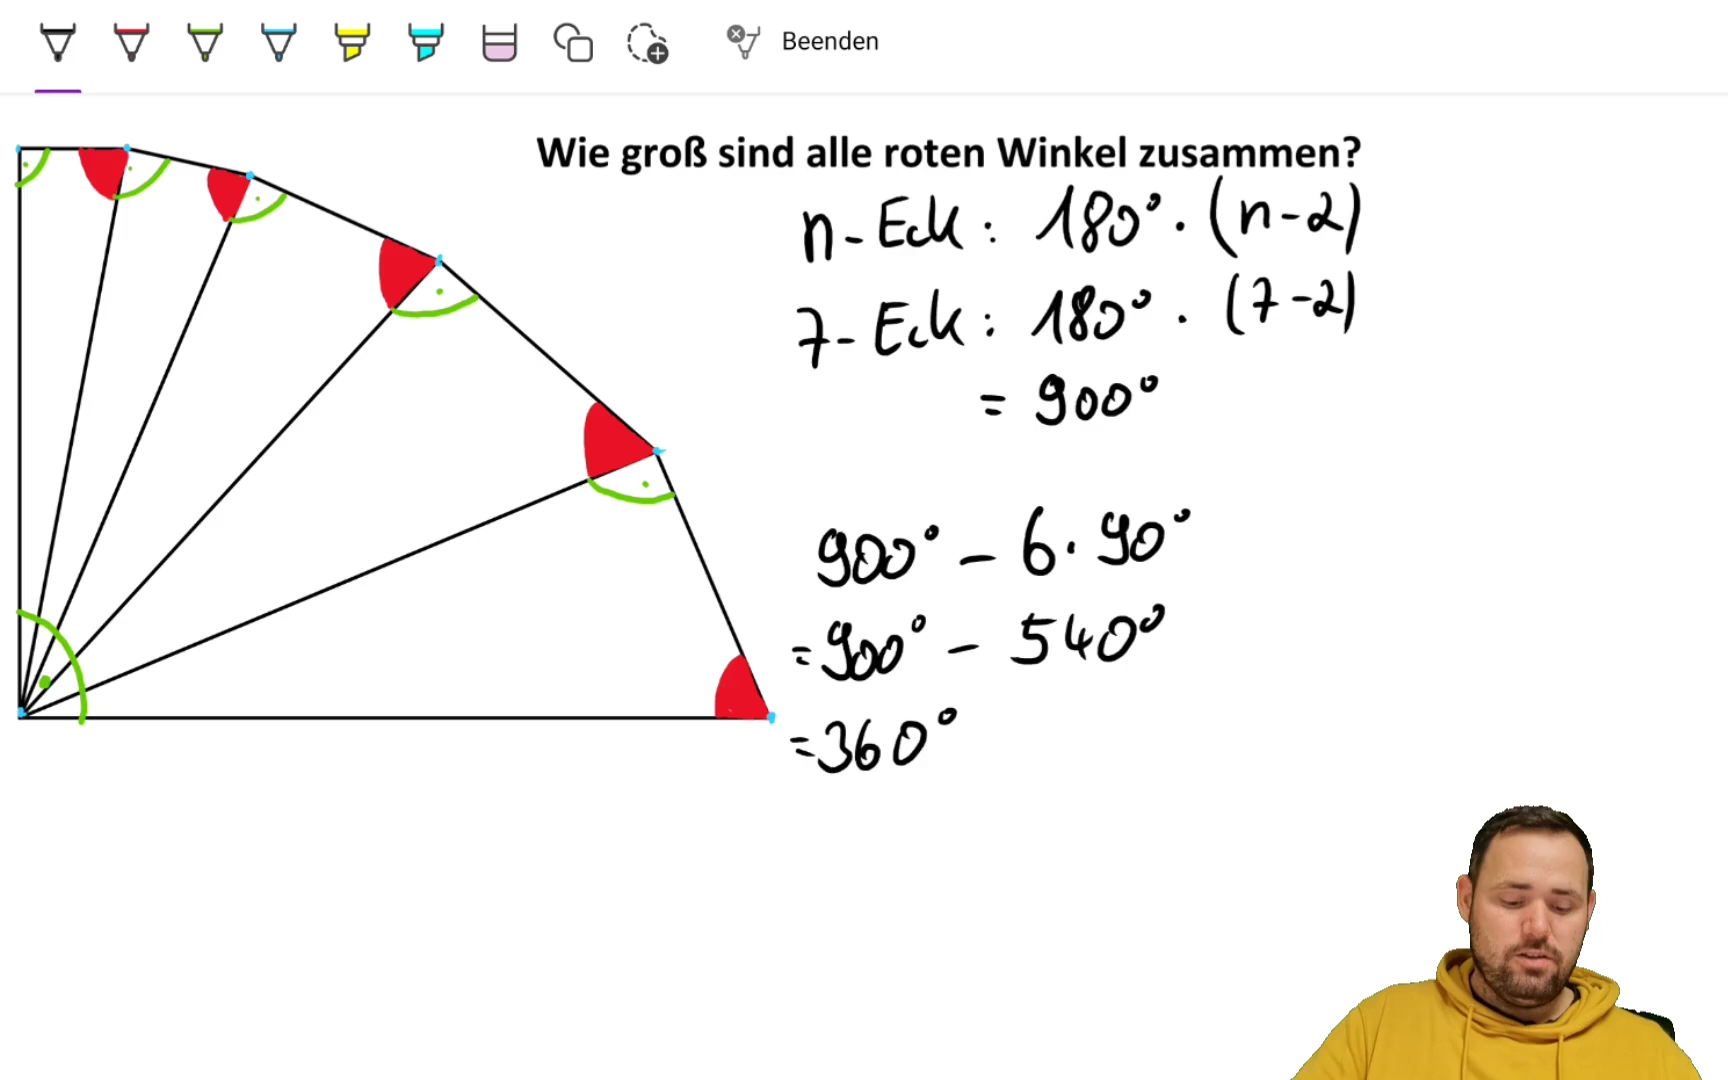 Beenden
Wie groß sind alle roten Winkel zusammen?
n-Eck: 180° · (n-2)
7-Eck: 180° · (7-2)
= 900°
900° - 6 · 90°
= 900° - 540°
= 360°